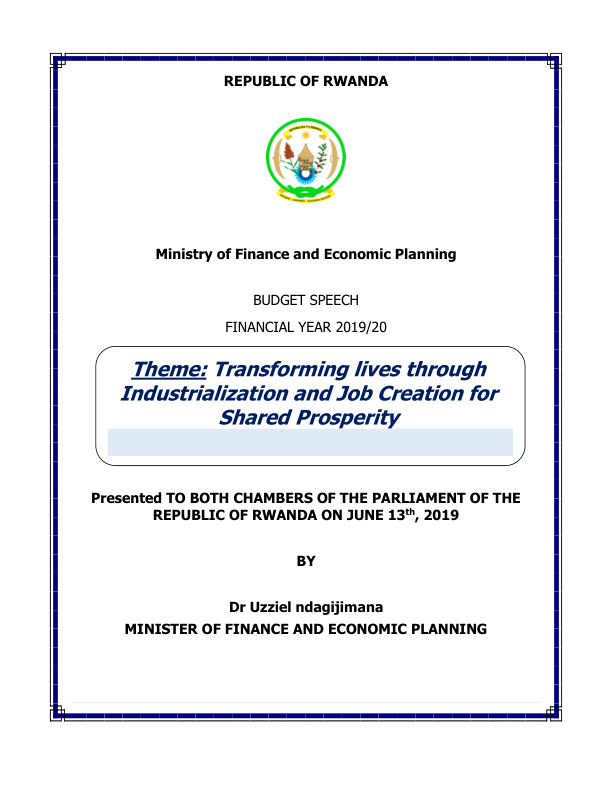 REPUBLIC OF RWANDA
Ministry of Finance and Economic Planning
BUDGET SPEECH
FINANCIAL YEAR 2019/20
Theme: Transforming lives through
Industrialization and Job Creation for
Shared Prosperity
Presented TO BOTH CHAMBERS OF THE PARLIAMENT OF THE
REPUBLIC OF RWANDA ON JUNE 13th, 2019
BY
Dr Uzziel ndagijimana
MINISTER OF FINANCE AND ECONOMIC PLANNING